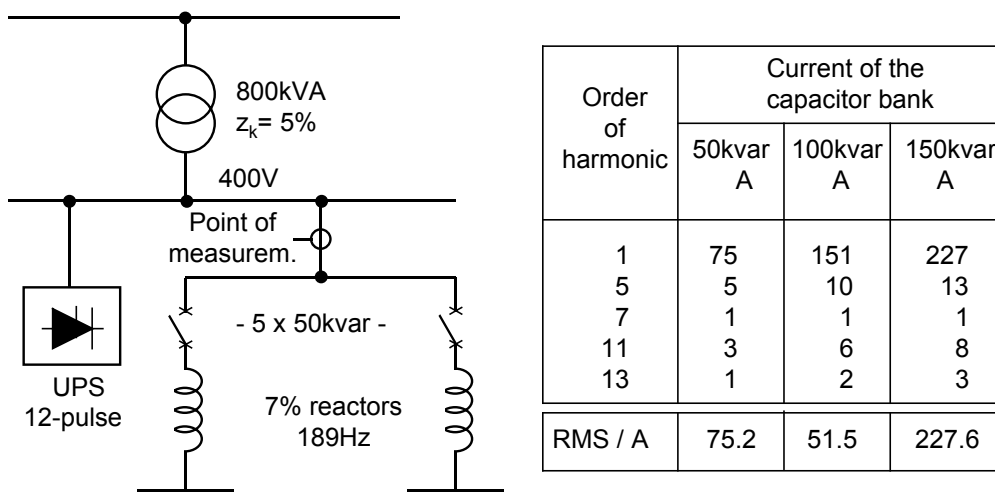 800kVA
zk= 5%
400V
Point of
measurem.
- 5 x 50kvar -
UPS
12-pulse
7% reactors
189Hz
Order
of
harmonic
Current of the
capacitor bank
50kvar
A
100kvar
A
150kvar
A
1 75 151 227
5 5 10 13
7 1 1 1
11 3 6 8
13 1 2 3
RMS / A 75.2 51.5 227.6